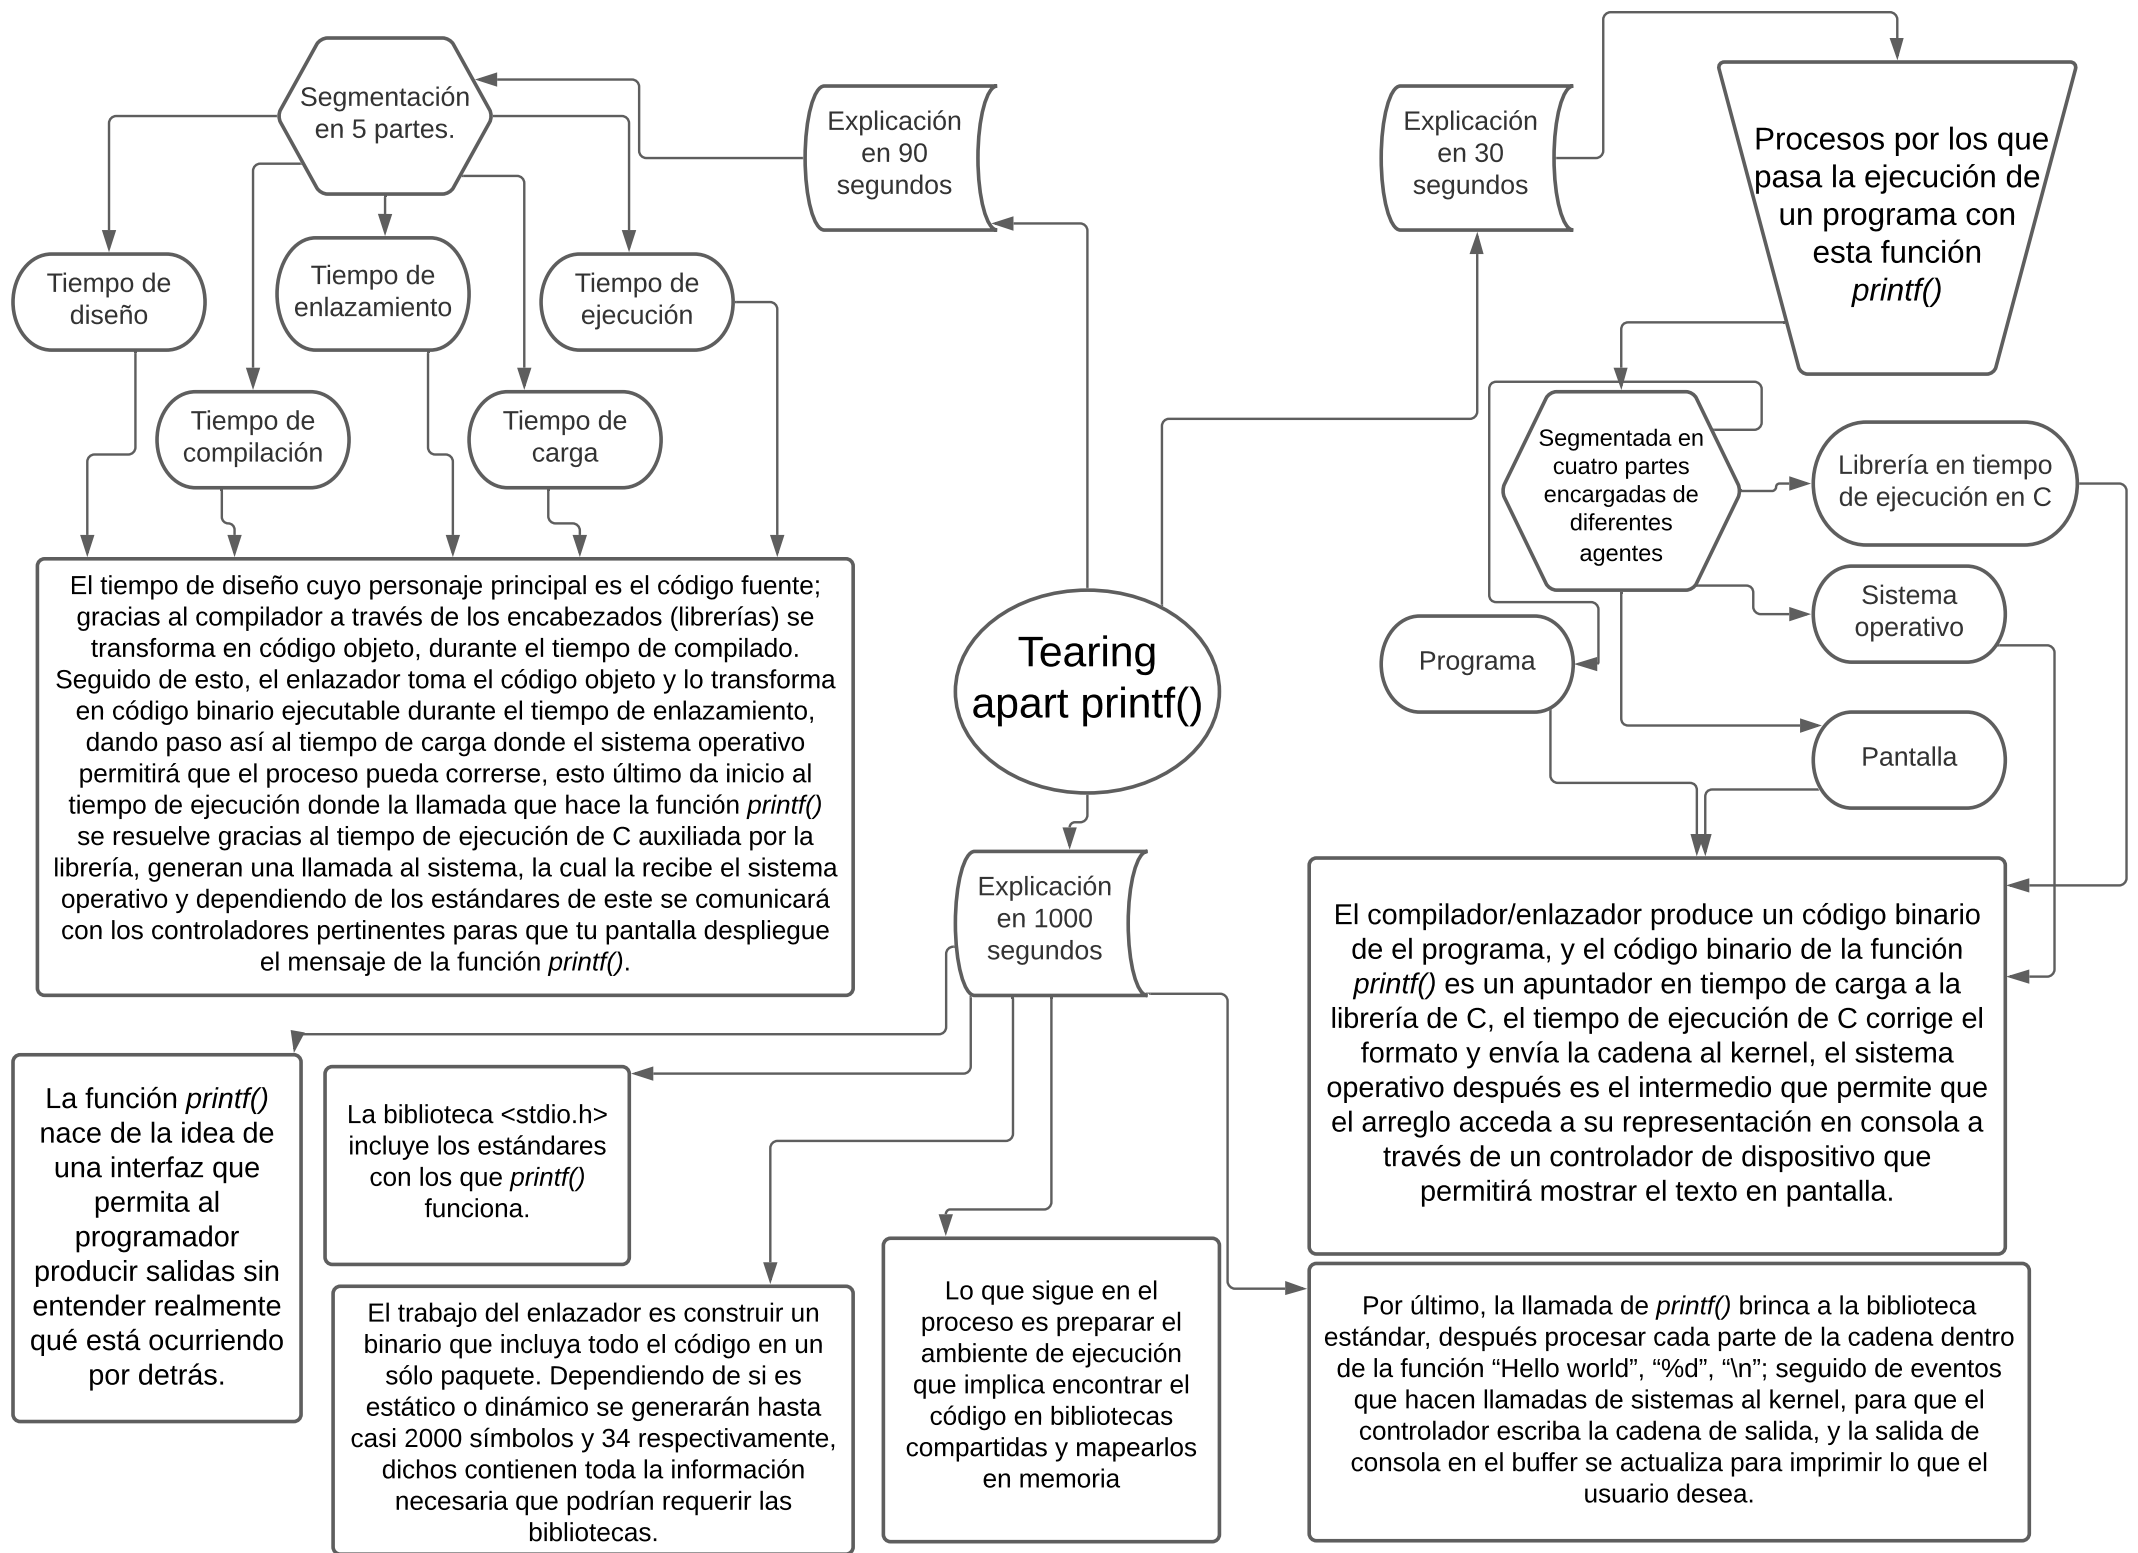 Segmentación
en 5 partes.
Explicación
en 90
segundos
Explicación
en 30
segundos
Procesos por los que
pasa la ejecución de
un programa con
esta función
printf()
Tiempo de
diseño
Tiempo de
enlazamiento
Tiempo de
ejecución
Tiempo de
compilación
Tiempo de
carga
Segmentada en
cuatro partes
encargadas de
diferentes
agentes
Librería en tiempo
de ejecución en C
Sistema
operativo
Programa
Pantalla
El tiempo de diseño cuyo personaje principal es el código fuente;
gracias al compilador a través de los encabezados (librerías) se
transforma en código objeto, durante el tiempo de compilado.
Seguido de esto, el enlazador toma el código objeto y lo transforma
en código binario ejecutable durante el tiempo de enlazamiento,
dando paso así al tiempo de carga donde el sistema operativo
permitirá que el proceso pueda correrse, esto último da inicio al
tiempo de ejecución donde la llamada que hace la función printf()
se resuelve gracias al tiempo de ejecución de C auxiliada por la
librería, generan una llamada al sistema, la cual la recibe el sistema
operativo y dependiendo de los estándares de este se comunicará
con los controladores pertinentes paras que tu pantalla despliegue
el mensaje de la función printf().
Tearing
apart printf()
Explicación
en 1000
segundos
El compilador/enlazador produce un código binario
de el programa, y el código binario de la función
printf() es un apuntador en tiempo de carga a la
librería de C, el tiempo de ejecución de C corrige el
formato y envía la cadena al kernel, el sistema
operativo después es el intermedio que permite que
el arreglo acceda a su representación en consola a
través de un controlador de dispositivo que
permitirá mostrar el texto en pantalla.
La función printf()
nace de la idea de
una interfaz que
permita al
programador
producir salidas sin
entender realmente
qué está ocurriendo
por detrás.
La biblioteca <stdio.h>
incluye los estándares
con los que printf()
funciona.
El trabajo del enlazador es construir un
binario que incluya todo el código en un
sólo paquete. Dependiendo de si es
estático o dinámico se generarán hasta
casi 2000 símbolos y 34 respectivamente,
dichos contienen toda la información
necesaria que podrían requerir las
bibliotecas.
Lo que sigue en el
proceso es preparar el
ambiente de ejecución
que implica encontrar el
código en bibliotecas
compartidas y mapearlos
en memoria
Por último, la llamada de printf() brinca a la biblioteca
estándar, después procesar cada parte de la cadena dentro
de la función “Hello world”, “%d”, “\n”; seguido de eventos
que hacen llamadas de sistemas al kernel, para que el
controlador escriba la cadena de salida, y la salida de
consola en el buffer se actualiza para imprimir lo que el
usuario desea.